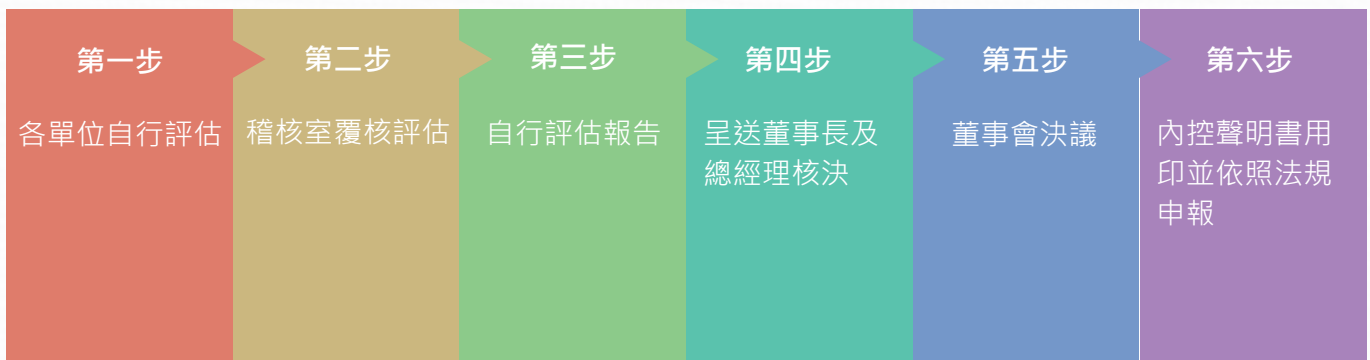 第一步
各單位自行評估
第二步
稽核室覆核評估
第三步
自行評估報告
第四步
呈送董事長及
總經理核決
第五步
董事會決議
第六步
內控聲明書用
印並依照法規
申報